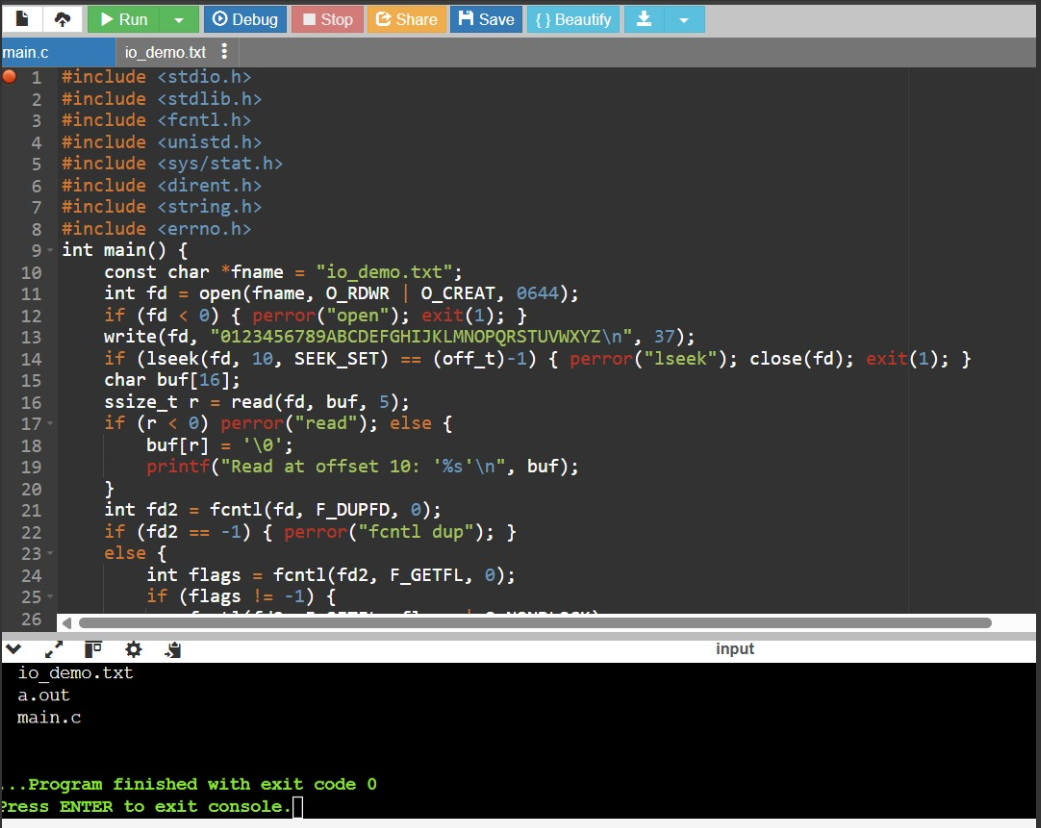 Run Debug Stop Share Save { } Beautify
main.c io_demo.txt
1 #include <stdio.h>
2 #include <stdlib.h>
3 #include <fcntl.h>
4 #include <unistd.h>
5 #include <sys/stat.h>
6 #include <dirent.h>
7 #include <string.h>
8 #include <errno.h>
9 int main() {
10     const char *fname = "io_demo.txt";
11     int fd = open(fname, O_RDWR | O_CREAT, 0644);
12     if (fd < 0) { perror("open"); exit(1); }
13     write(fd, "0123456789ABCDEFGHIJKLMNOPQRSTUVWXYZ\n", 37);
14     if (lseek(fd, 10, SEEK_SET) == (off_t)-1) { perror("lseek"); close(fd); exit(1); }
15     char buf[16];
16     ssize_t r = read(fd, buf, 5);
17     if (r < 0) perror("read"); else {
18         buf[r] = '\0';
19         printf("Read at offset 10: '%s'\n", buf);
20     }
21     int fd2 = fcntl(fd, F_DUPFD, 0);
22     if (fd2 == -1) { perror("fcntl dup"); }
23     else {
24         int flags = fcntl(fd2, F_GETFL, 0);
25         if (flags != -1) {
26
input
io_demo.txt
a.out
main.c
...Program finished with exit code 0
Press ENTER to exit console.